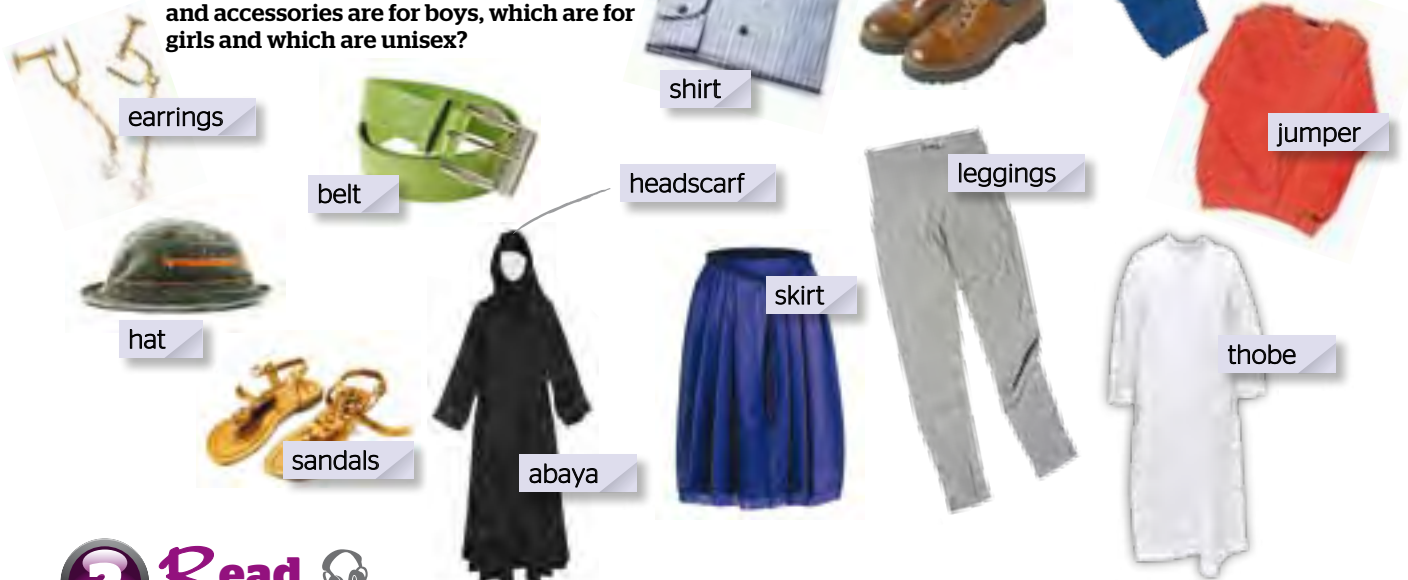 and accessories are for boys, which are for
girls and which are unisex?
earrings
shirt
jumper
belt
headscarf
leggings
hat
skirt
thobe
sandals
abaya
Read